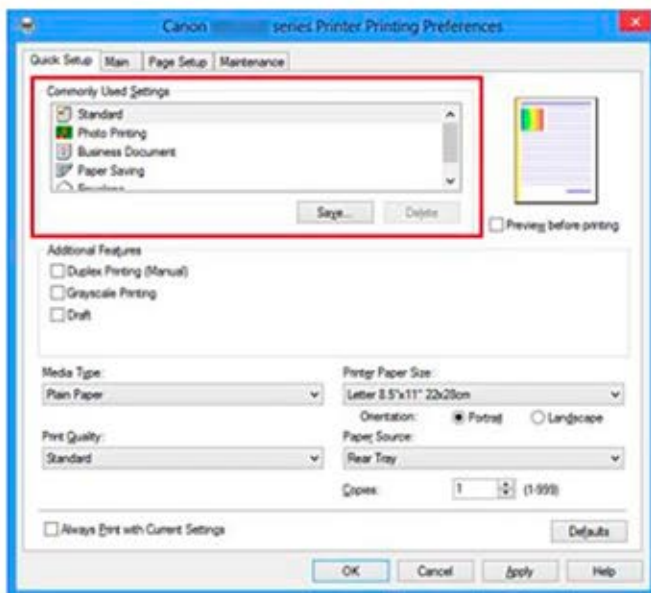 Canon series Printer Printing Preferences
Quick Setup Main Page Setup Maintenance
Commonly Used Settings
Standard
Photo Printing
Business Document
Paper Saving
Envelope
Save... Delete
Preview before printing
Additional Features
Duplex Printing (Manual)
Grayscale Printing
Draft
Media Type: Printer Paper Size:
Plain Paper Letter 8.5"x11" 22x28cm
Orientation: Portrait Landscape
Print Quality: Paper Source:
Standard Rear Tray
Copies: 1 (1-999)
Always Print with Current Settings Defaults
OK Cancel Apply Help